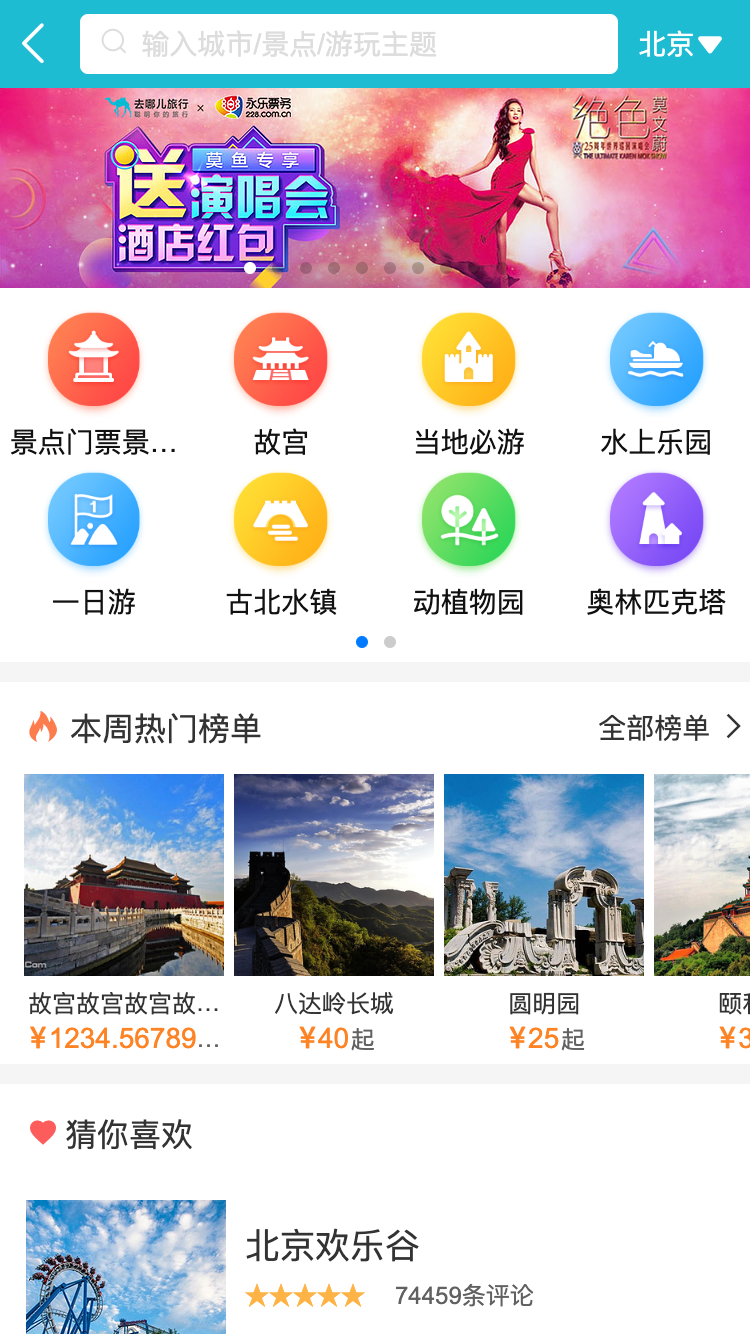 输入城市/景点/游玩主题
北京
去哪儿旅行
聪明你的旅行
×
永乐票务
228.com.cn
莫鱼专享
送演唱会
酒店红包
绝色
莫文蔚
25周年世界巡回演唱会
THE ULTIMATE KAREN MOK SHOW
景点门票景...
故宫
当地必游
水上乐园
1
一日游
古北水镇
动植物园
奥林匹克塔
本周热门榜单
全部榜单
Com
故宫故宫故宫故...
八达岭长城
圆明园
颐和
¥1234.56789...
¥40起
¥25起
¥3
猜你喜欢
北京欢乐谷
74459条评论